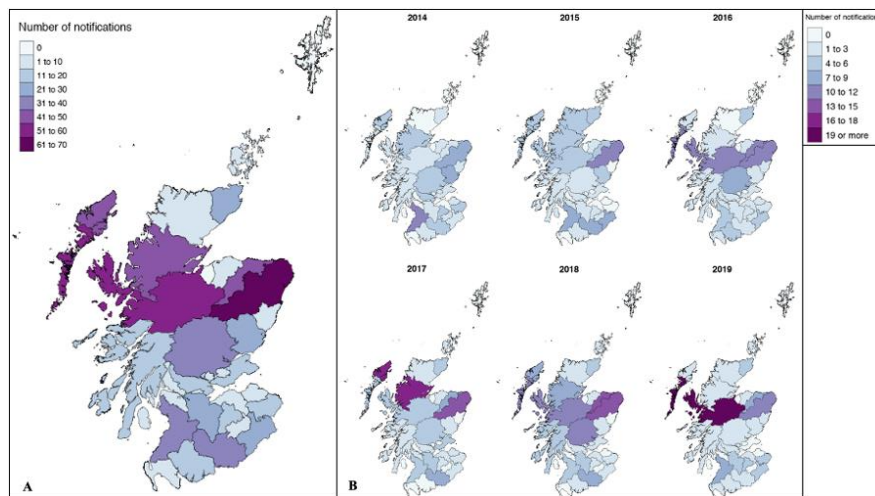 Number of notifications
0
1 to 10
11 to 20
21 to 30
31 to 40
41 to 50
51 to 60
61 to 70
A
2014
2015
2016
2017
2018
2019
B
Number of notification
0
1 to 3
4 to 6
7 to 9
10 to 12
13 to 15
16 to 18
19 or more